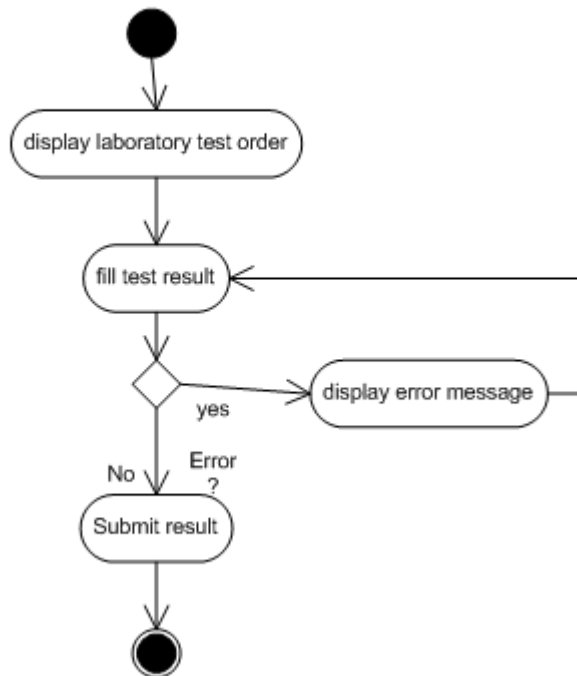 display laboratory test order
fill test result
display error message
yes
No
Error
?
Submit result